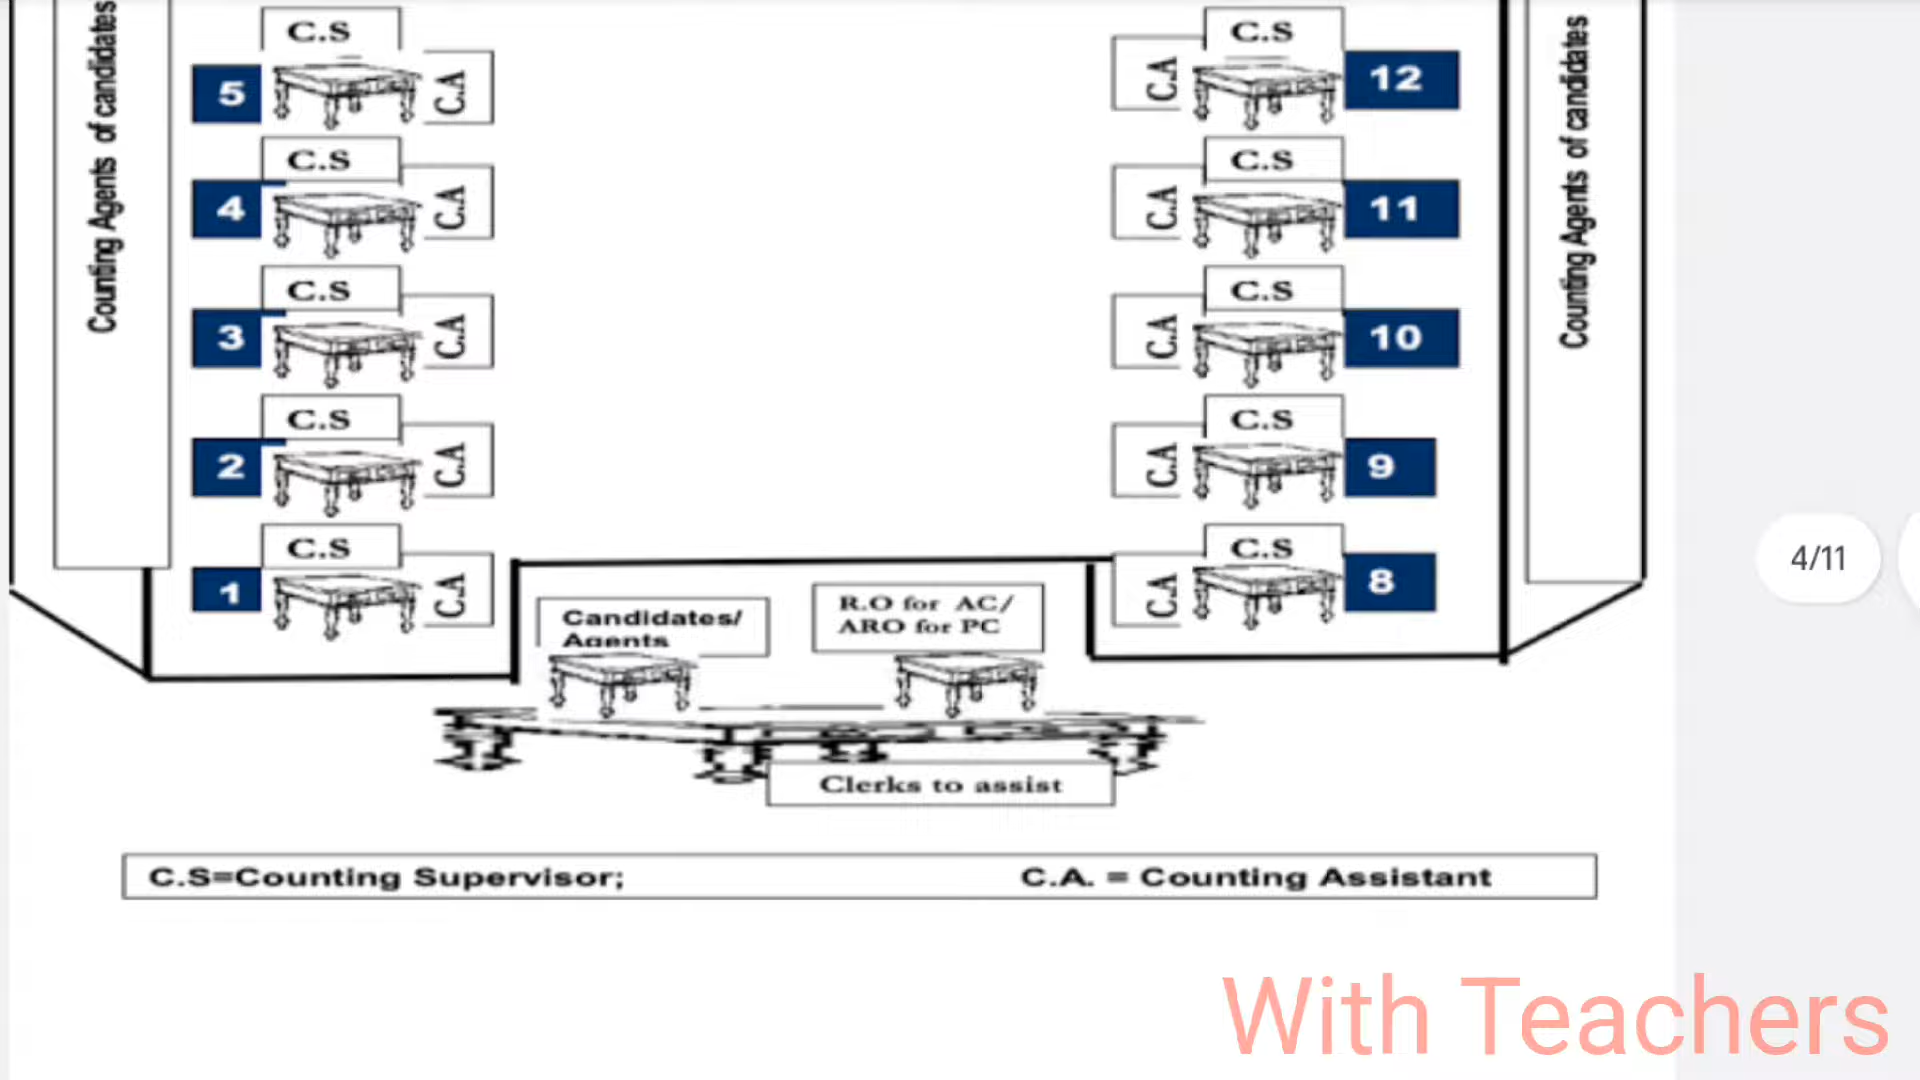 Counting Agents of candidates
C.S
5
C.A
C.S
4
C.A
C.S
3
C.A
C.S
2
C.A
C.S
1
C.A
C.S
C.A
12
C.S
C.A
11
C.S
C.A
10
C.S
C.A
9
C.S
C.A
8
Counting Agents of candidates
Candidates/
Agents
R.O for AC/
ARO for PC
Clerks to assist
C.S=Counting Supervisor; C.A. = Counting Assistant
4/11
With Teachers